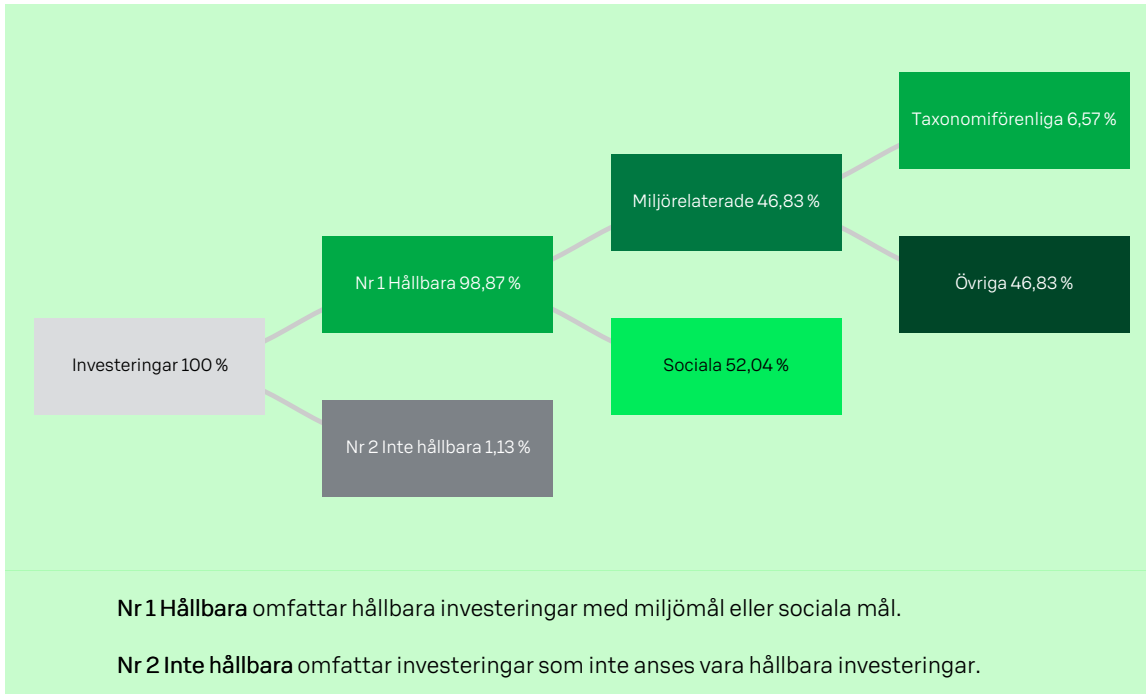 Taxonomiförenliga 6,57 %
Miljörelaterade 46,83 %
Nr 1 Hållbara 98,87 %
Övriga 46,83 %
Investeringar 100 %
Sociala 52,04 %
Nr 2 Inte hållbara 1,13 %
Nr 1 Hållbara omfattar hållbara investeringar med miljömål eller sociala mål.
Nr 2 Inte hållbara omfattar investeringar som inte anses vara hållbara investeringar.